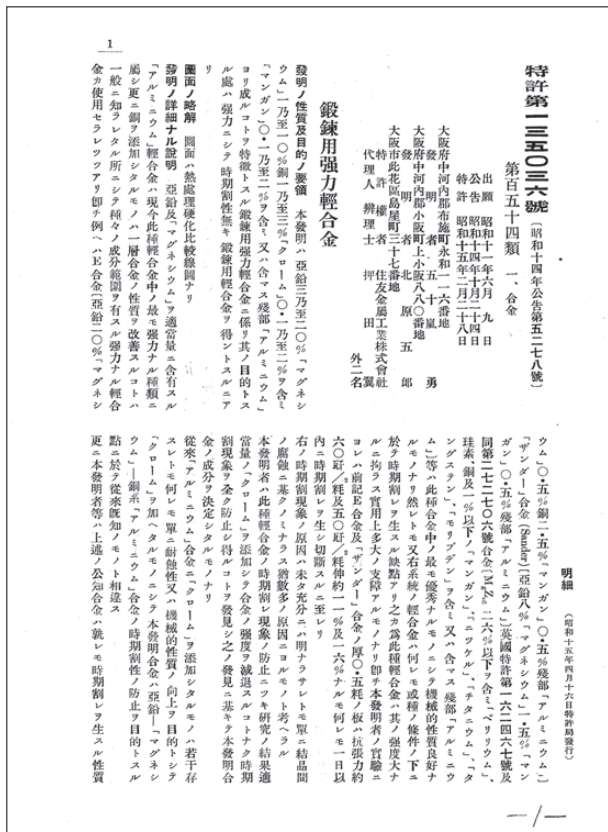 1
特許第一三五〇三六號
(昭和十四年公告第五二七八號)
第百五十四類 一、合金
出願 昭和十一年六月十九日
公告 昭和十四年十月二十四日
特許 昭和十五年二月二十八日
大阪府中河內郡布施町永和一一六番地
發明者 五十嵐勇
大阪府中河內郡小阪町上小阪八八〇番地
發明者 北原五郎
大阪市此花區島屋町三十七番地
特許權者 住友金屬工業株式會社
代理人 辨理士 押田翼
外二名
鍛鍊用强力輕合金
發明ノ性質及目的ノ要領 本發明ハ亞鉛三乃至二〇%「マグネシ
ウム」一乃至一〇%銅一乃至三%「クローム」〇・一乃至二%ヲ含ミ
「マンガン」〇・一乃至二%ヲ含ミ又ハ含マス殘部「アルミニウム」
ヨリ成ルコトヲ特徵トスル鍛鍊用强力輕合金ニ係リ其ノ目的トス
ル處ハ强力ニシテ時期割性無キ鍛鍊用輕合金ヲ得ントスルニア
リ
圖面ノ略解 圖面ハ熱處理硬化比較線圖ナリ
發明ノ詳細ナル說明 亞鉛及「マグネシウム」ヲ適當量ニ含有スル
「アルミニウム」輕合金ハ現今此種輕合金中ノ最モ强力ナル種類ニ
屬シ更ニ銅ヲ添加シタルモノハ一層合金ノ性質ヲ改善スルコトハ
一般ニ知ラレタル所ニシテ種々ノ成分範圍ヲ有スル强力ナル輕合
金カ使用セラレツツアリ卽チ例ヘハE合金(亞鉛二〇%「マグネシ
明細
(昭和十五年四月十六日特許局發行)
ウム」〇・五%銅二・五%「マンガン」〇・五%殘部「アルミニウム」)
「ザンダー」合金(Sander)(亞鉛八%「マグネシウム」一・五%「マン
ガン」〇・五%殘部「アルミニウム」)英國特許第一六二四六七號及
同第二七二七〇六號合金(「MgZn₂」二六%以下ヲ含ミ「ベリリウム」、
珪素、銅及一%以下ノ「マンガン」、「ニツケル」、「チタニウム」、「タ
ングステン」、「モリブデン」ヲ含ミ又ハ含マス殘部「アルミニウ
ム」)等ハ此種合金中ノ最モ優秀ナルモノニシテ機械的性質良好ナ
ルモノナリ然レトモ又右系統ノ輕合金ハ何レモ或種ノ條件ノ下ニ
於テ時期割レヲ生スル缺點アリ之カ爲此種輕合金ハ其ノ强度大ナ
ルニ拘ラス實用上多大ノ支障アルモノナリ卽チ本發明者ノ實驗ニ
ヨレハ前記E合金及「ザンダー」合金ノ厚〇・五粍ノ板ハ抗張力約
六〇瓩/粍²及五〇瓩/粍²伸約一一%及一六%ナルモ何レモ一日以
內ニ時期割レヲ生シ切斷スルニ至レリ
右ノ時期割現象ノ原因ハ未タ充分ニハ明ナラサレトモ單ニ結晶間
ノ腐蝕ニ基クノミナラス猶數多ノ原因ニヨルモノト考ヘラル
本發明者ハ此種輕合金ノ時期割レ現象ノ防止ニツキ硏究ノ結果適
當量ノ「クローム」ヲ添加シテ合金ノ强度ヲ減退スルコトナク時期
割現象ヲ全ク防止シ得ルコトヲ發見シ之ノ發見ニ基キテ本發明合
金ノ成分ヲ決定シタルモノナリ
從來「アルミニウム」合金ニ「クローム」ヲ添加シタルモノハ若干存
スレトモ何レモ單ニ耐蝕性又ハ機械的性質ノ向上ヲ目的トシテ
「クローム」ヲ加ヘタルモノニシテ本發明合金ハ亞鉛—「マグネシ
ウム」—銅系「アルミニウム」合金ノ時期割性ノ防止ヲ目的トスル
點ニ於テ從來旣知ノモノト相違ス
更ニ本發明者等ハ上述ノ公知合金ハ孰レモ時期割レヲ生スル性質
-1-